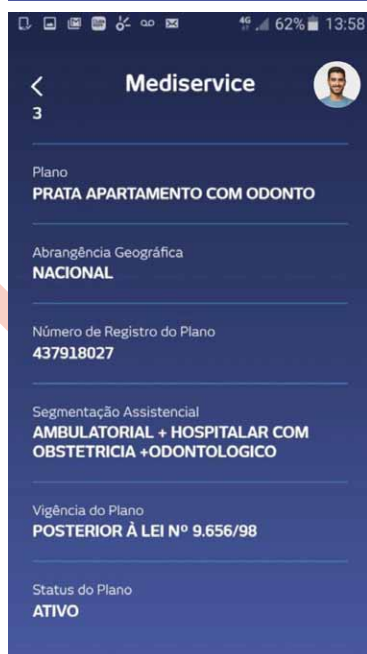 4G 62% 13:58
Mediservice
3
Plano
PRATA APARTAMENTO COM ODONTO
Abrangência Geográfica
NACIONAL
Número de Registro do Plano
437918027
Segmentação Assistencial
AMBULATORIAL + HOSPITALAR COM
OBSTETRICIA +ODONTOLOGICO
Vigência do Plano
POSTERIOR À LEI Nº 9.656/98
Status do Plano
ATIVO